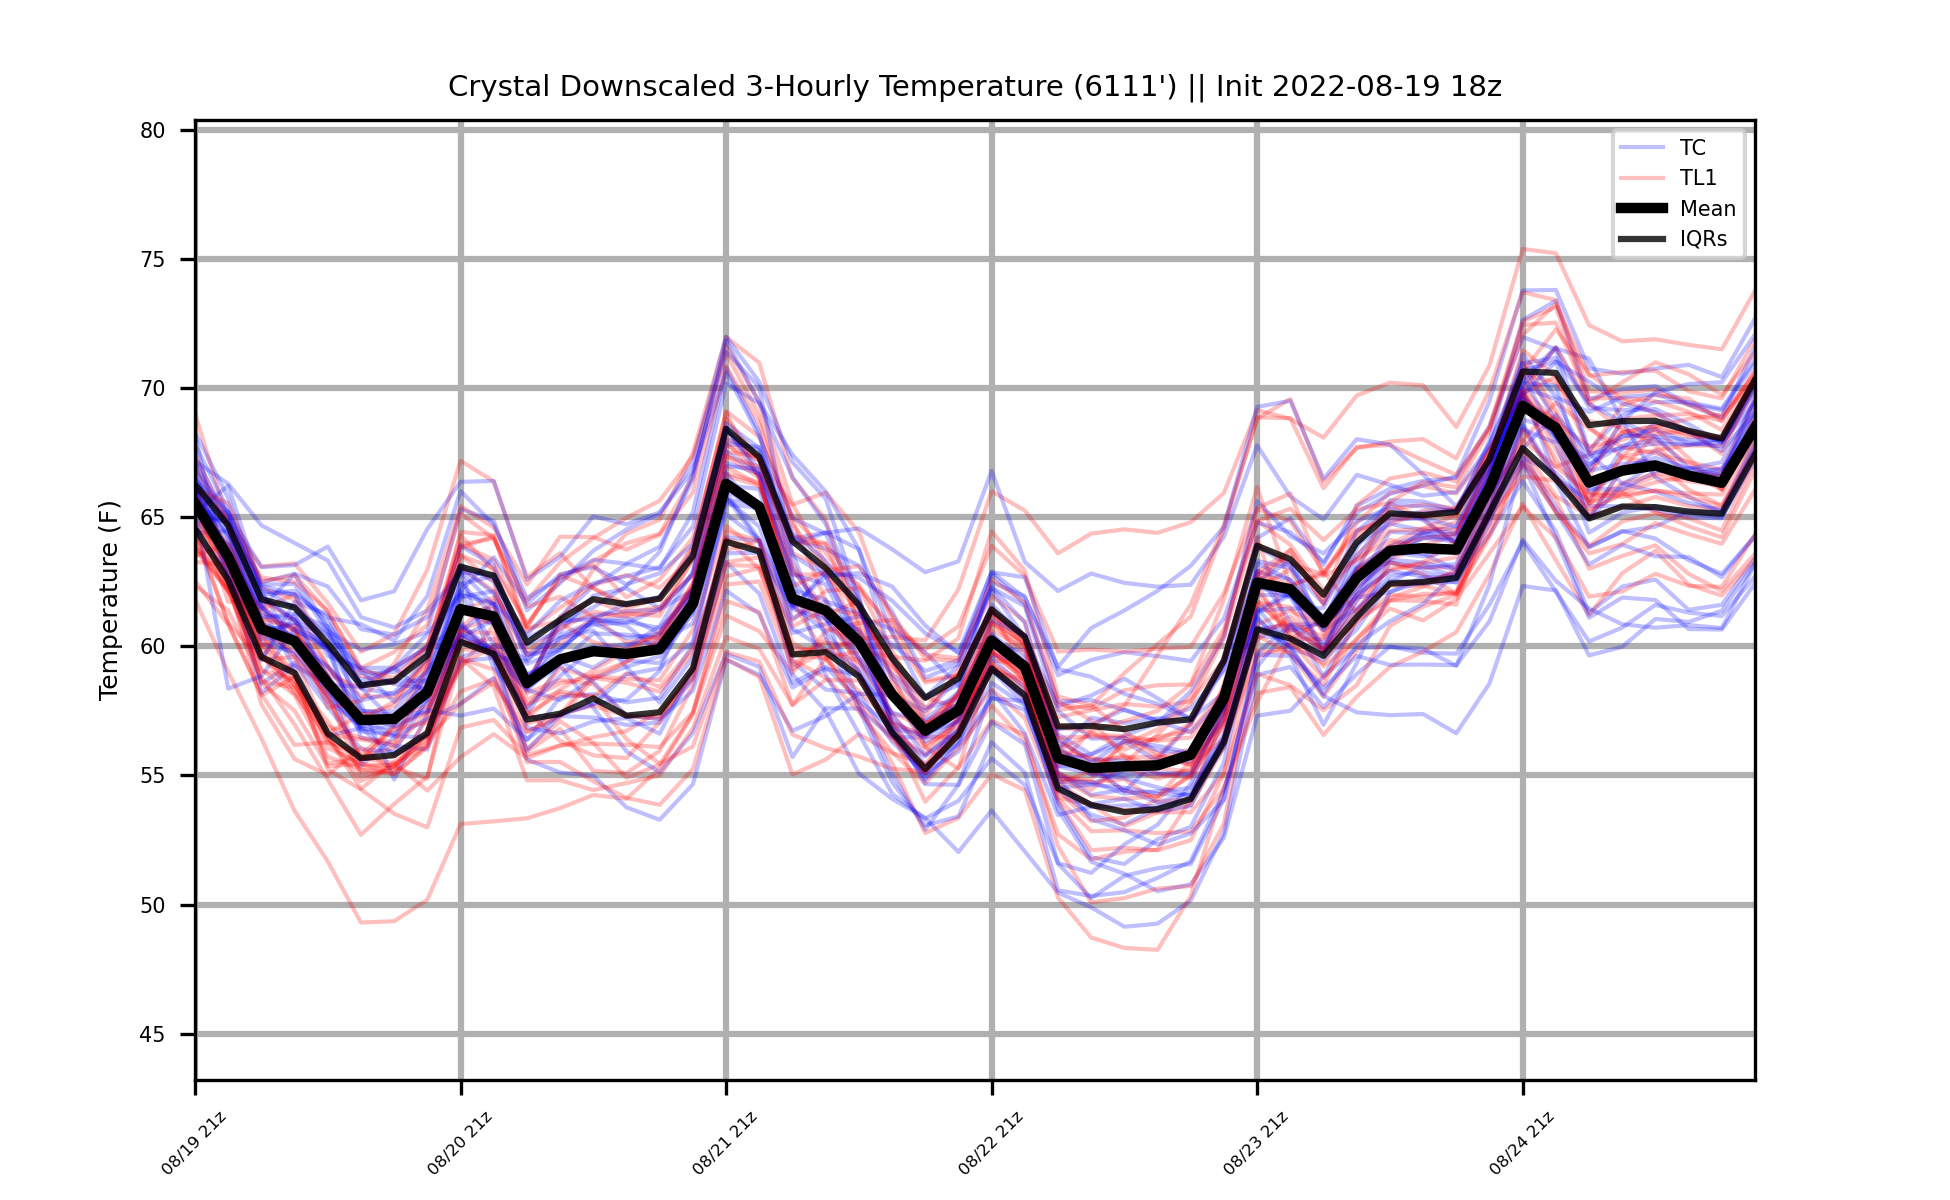 Crystal Downscaled 3-Hourly Temperature (6111') || Init 2022-08-19 18z
80
75
70
65
60
55
50
45
Temperature (F)
TC
TL1
Mean
IQRs
08/19 21z
08/20 21z
08/21 21z
08/22 21z
08/23 21z
08/24 21z